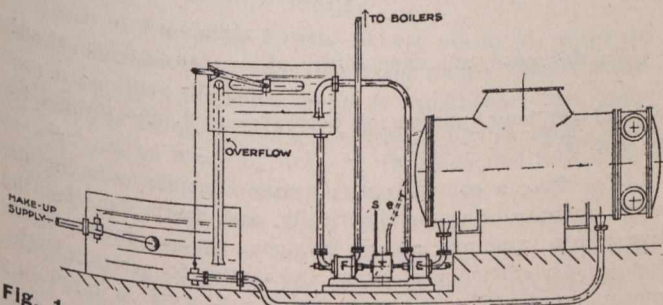 TO BOILERS
OVERFLOW
MAKE-UP
SUPPLY
S e
F E
Fig. 1